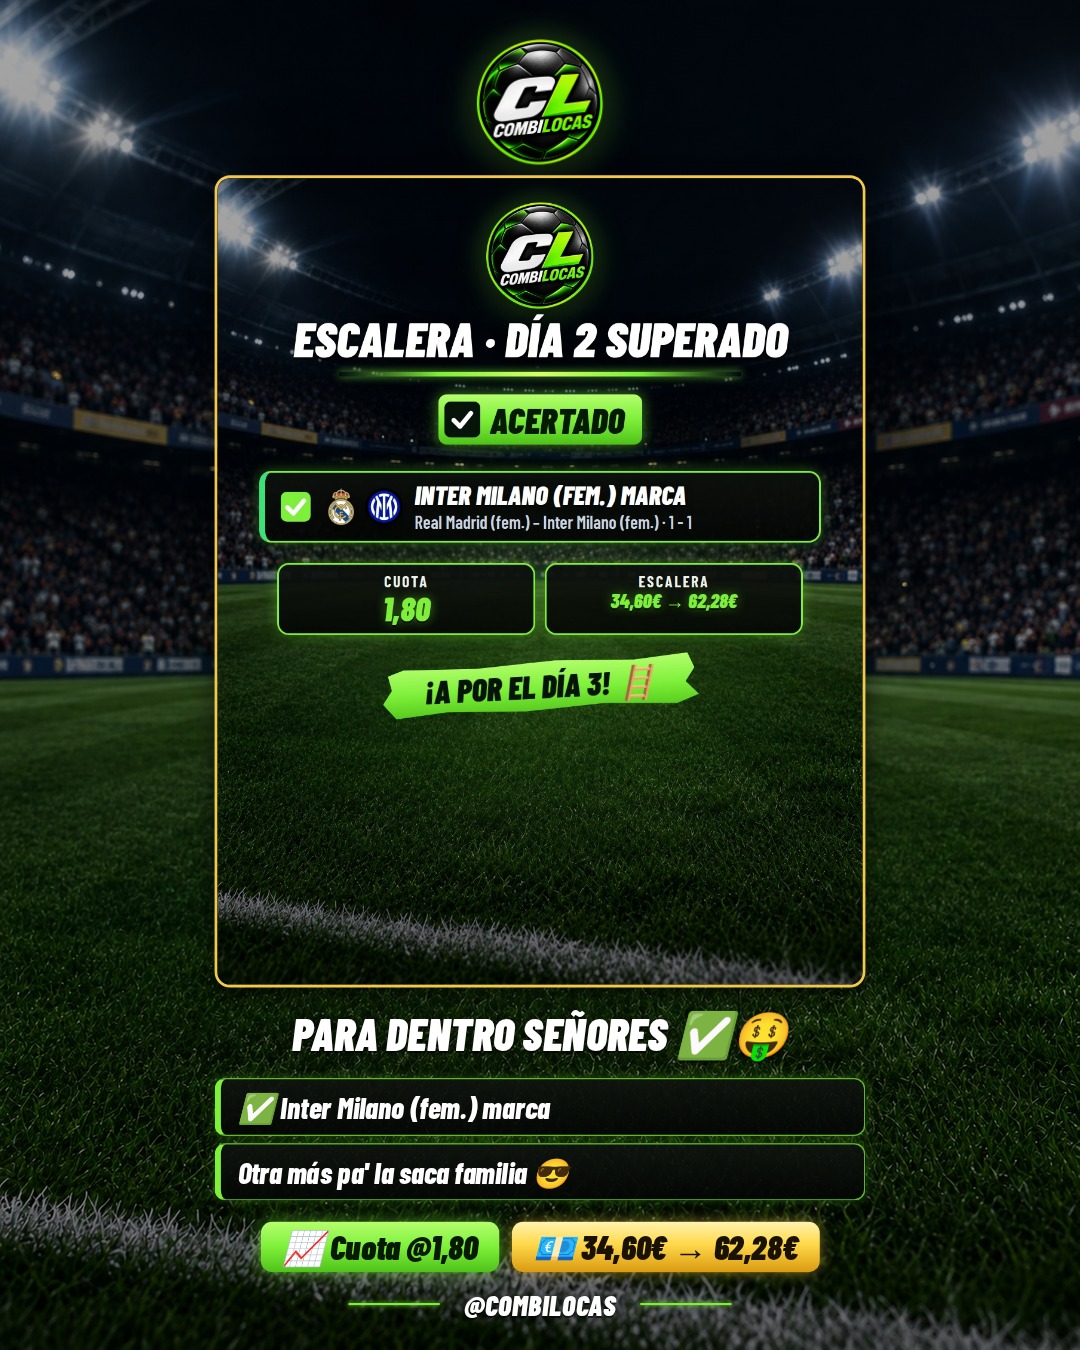 CL
COMBILOCAS
CL
COMBILOCAS
ESCALERA · DÍA 2 SUPERADO
ACERTADO
INTER MILANO (FEM.) MARCA
Real Madrid (fem.) – Inter Milano (fem.) · 1 - 1
CUOTA
1,80
ESCALERA
34,60€ → 62,28€
¡A POR EL DÍA 3! 🪜
PARA DENTRO SEÑORES ✅🤑
✅ Inter Milano (fem.) marca
Otra más pa' la saca familia 😎
📈 Cuota @1,80
💶 34,60€ → 62,28€
@COMBILOCAS